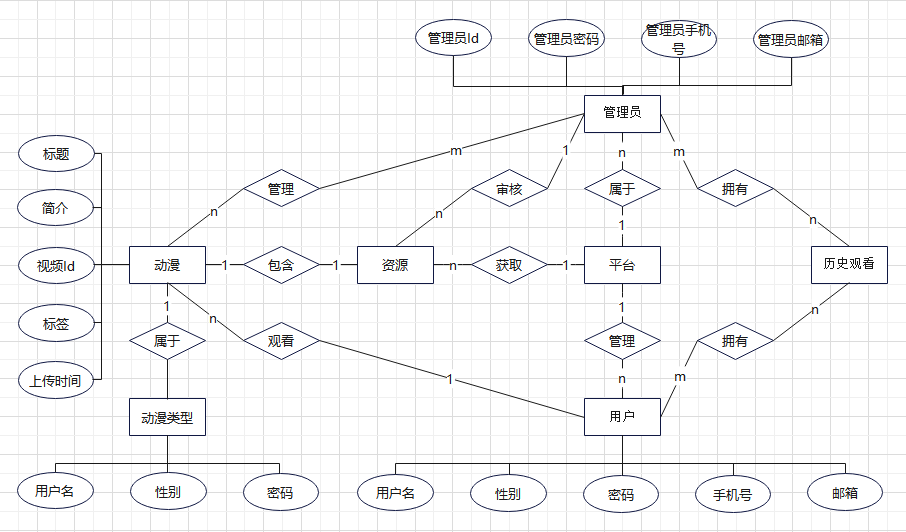 管理员Id
管理员密码
管理员手机
号
管理员邮箱
管理员
标题
m
1
n
m
简介
管理
审核
属于
拥有
n
n
1
n
视频Id
动漫
1
包含
1
资源
n
获取
1
平台
历史观看
1
n
1
n
标签
属于
观看
管理
拥有
上传时间
1
n
m
动漫类型
用户
用户名
性别
密码
用户名
性别
密码
手机号
邮箱